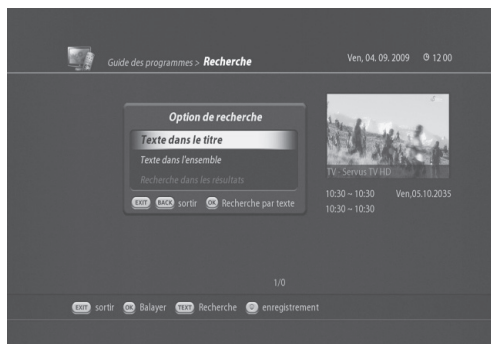 Guide des programmes > Recherche
Ven, 04. 09. 2009 12 00
Option de recherche
Texte dans le titre
Texte dans l'ensemble
Recherche dans les résultats
EXIT BACK sortir OK Recherche par texte
TV - Servus TV HD
10:30 ~ 10:30 Ven,05.10.2035
10:30 ~ 10:30
1/0
EXIT sortir OK Balayer TEXT Recherche enregistrement